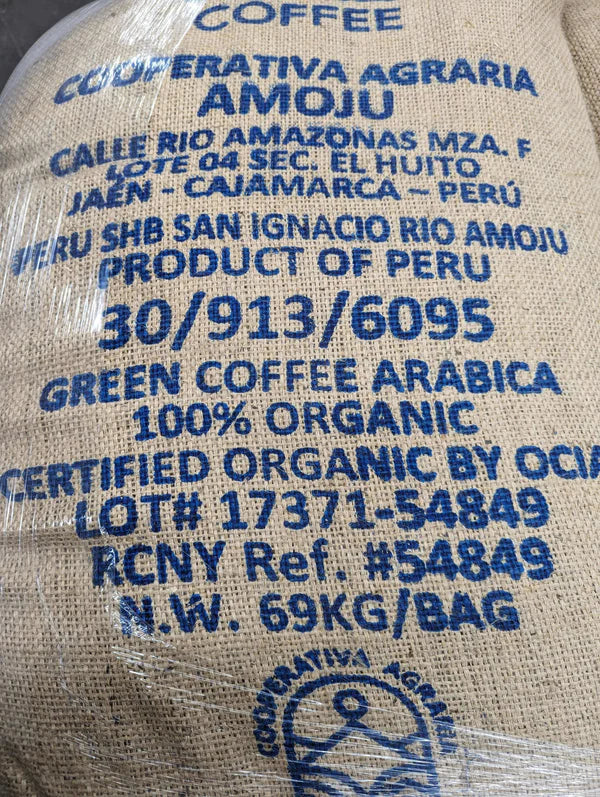 COFFEE
COOPERATIVA AGRARIA
AMOJU
CALLE RIO AMAZONAS MZA. F
LOTE 04 SEC. EL HUITO
JAÉN - CAJAMARCA – PERÚ
PERU SHB SAN IGNACIO RIO AMOJU
PRODUCT OF PERU
30/913/6095
GREEN COFFEE ARABICA
100% ORGANIC
CERTIFIED ORGANIC BY OCIA
LOT# 17371-54849
RCNY Ref. #54849
N.W. 69KG/BAG
COOPERATIVA